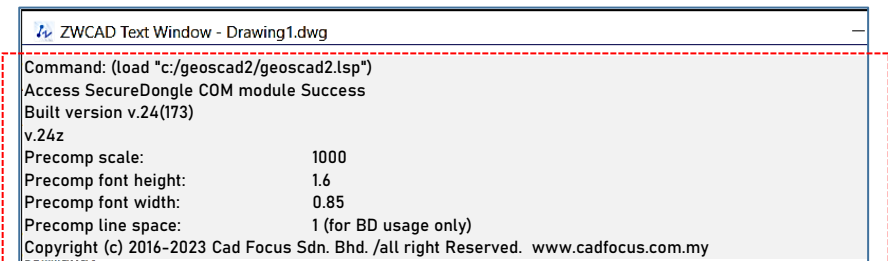 ZWCAD Text Window - Drawing1.dwg
Command: (load "c:/geoscad2/geoscad2.lsp")
Access SecureDongle COM module Success
Built version v.24(173)
v.24z
Precomp scale: 1000
Precomp font height: 1.6
Precomp font width: 0.85
Precomp line space: 1 (for BD usage only)
Copyright (c) 2016-2023 Cad Focus Sdn. Bhd. /all right Reserved. www.cadfocus.com.my